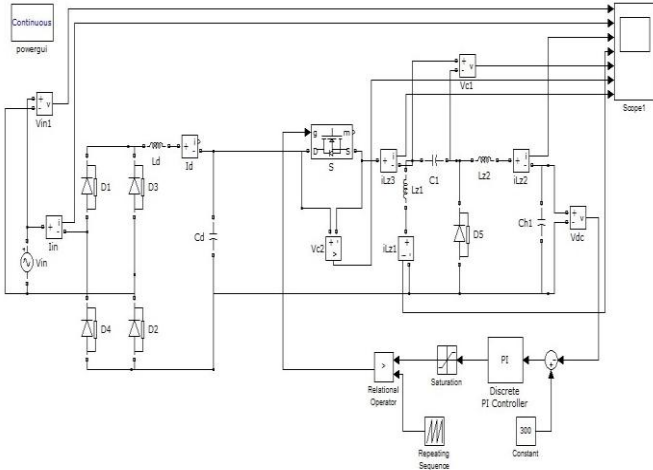 Continuous
powergui
Vin1
Scope1
Vc1
g
m
D
S
S
Ld
Id
iLz3
C1
Lz2
iLz2
Lz1
D1
D3
Iin
Vin
Cd
Vc2
iLz1
D5
Ch1
Vdc
D4
D2
Relational
Operator
Saturation
PI
Discrete
PI Controller
Repeating
Sequence
300
Constant